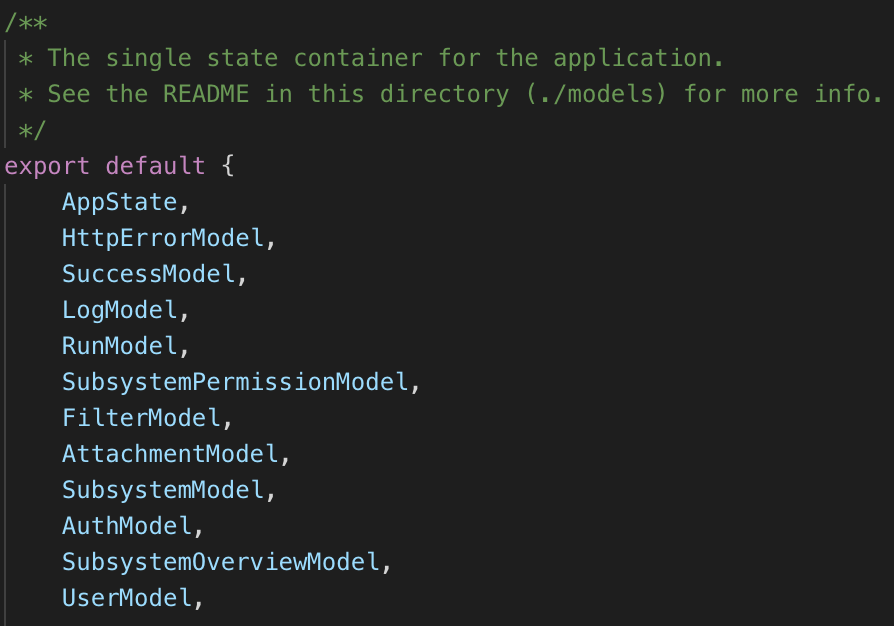 /**
 * The single state container for the application.
 * See the README in this directory (./models) for more info.
 */
export default {
    AppState,
    HttpErrorModel,
    SuccessModel,
    LogModel,
    RunModel,
    SubsystemPermissionModel,
    FilterModel,
    AttachmentModel,
    SubsystemModel,
    AuthModel,
    SubsystemOverviewModel,
    UserModel,